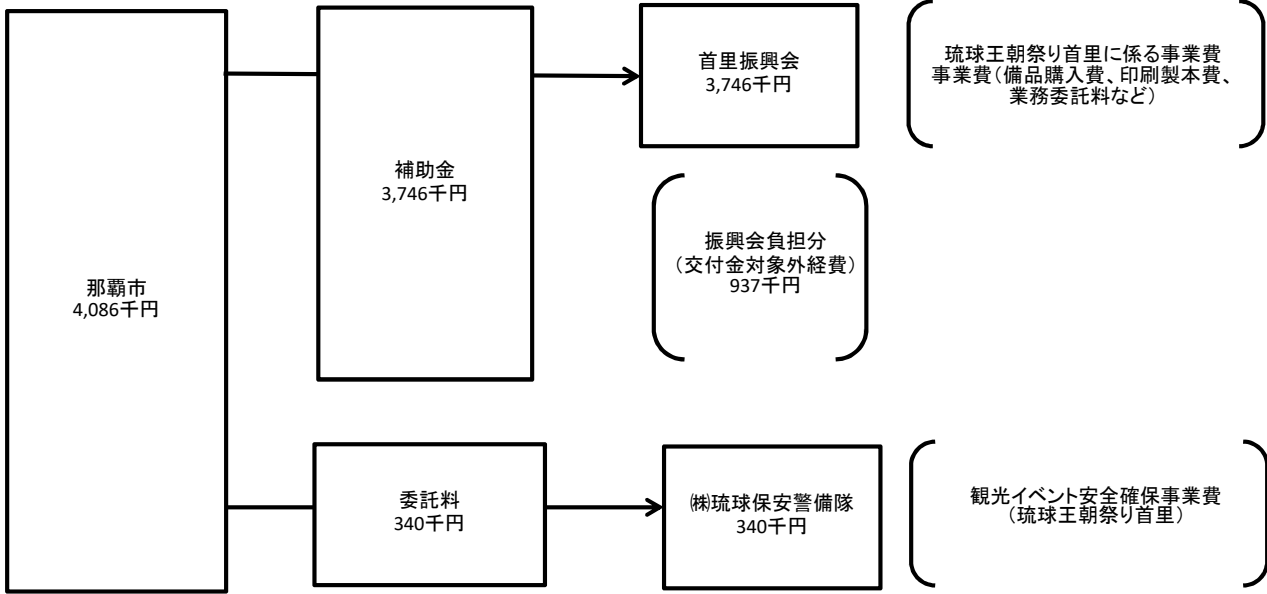 那覇市
4,086千円
補助金
3,746千円
首里振興会
3,746千円
琉球王朝祭り首里に係る事業費
事業費(備品購入費、印刷製本費、
業務委託料など)
振興会負担分
(交付金対象外経費)
937千円
委託料
340千円
㈱琉球保安警備隊
340千円
観光イベント安全確保事業費
(琉球王朝祭り首里)